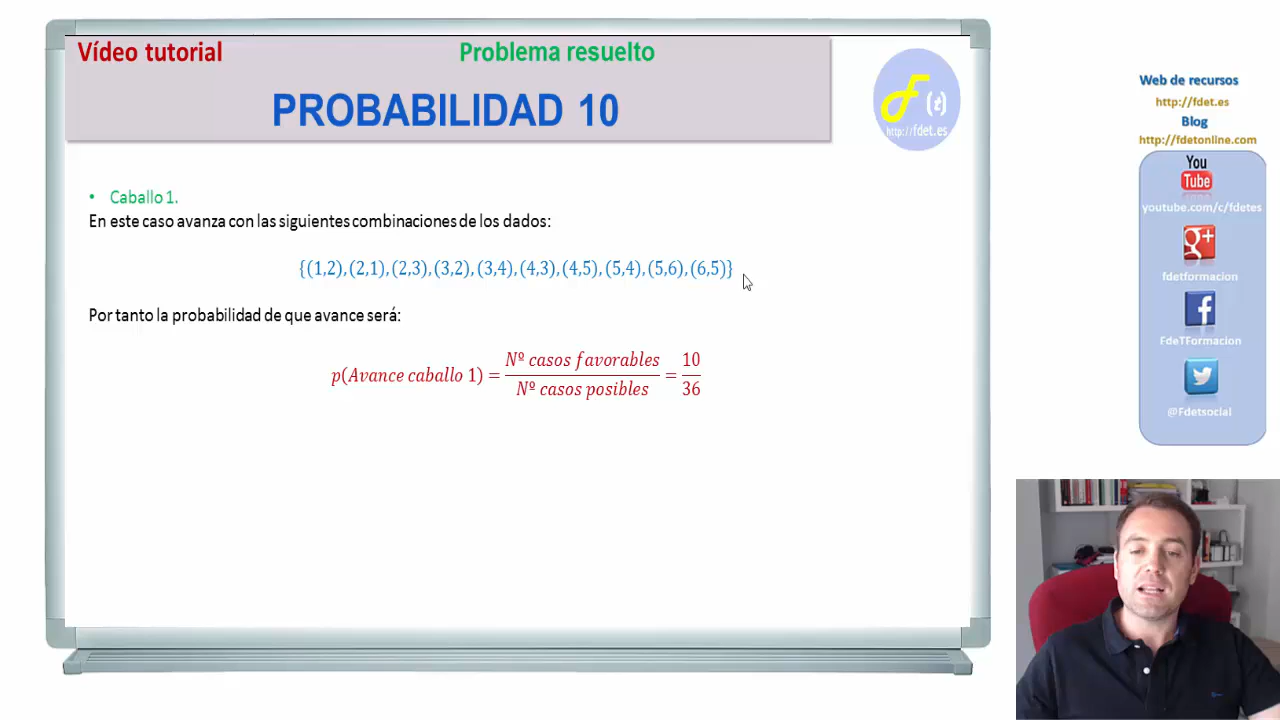 Vídeo tutorial
Problema resuelto
PROBABILIDAD 10
f(t)
http://fdet.es
• Caballo 1.
En este caso avanza con las siguientes combinaciones de los dados:
{(1,2),(2,1),(2,3),(3,2),(3,4),(4,3),(4,5),(5,4),(5,6),(6,5)}
Por tanto la probabilidad de que avance será:
p(Avance caballo 1) = Nº casos favorables / Nº casos posibles = 10 / 36
Web de recursos
http://fdet.es
Blog
http://fdetonline.com
You
Tube
youtube.com/c/fdetes
g+
fdetformacion
f
FdeTFormacion
@Fdetsocial